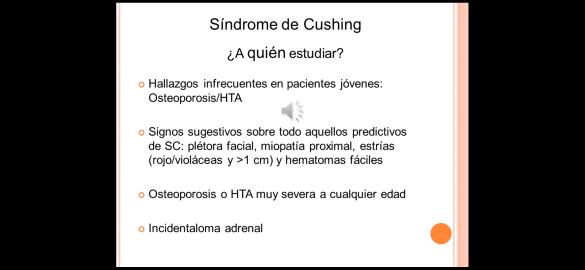 Síndrome de Cushing
¿A quién estudiar?
Hallazgos infrecuentes en pacientes jóvenes:
Osteoporosis/HTA
Signos sugestivos sobre todo aquellos predictivos
de SC: plétora facial, miopatía proximal, estrías
(rojo/violáceas y >1 cm) y hematomas fáciles
Osteoporosis o HTA muy severa a cualquier edad
Incidentaloma adrenal